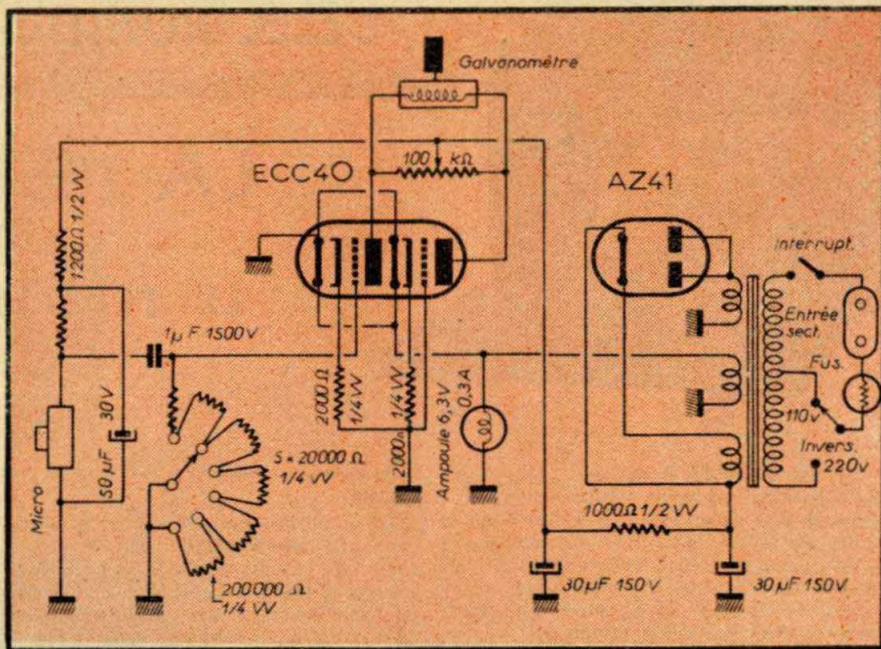 Galvanomètre
ECC40
100 kΩ
AZ41
1200Ω 1/2W
Interrupt.
Entrée
sect.
Fus.
1µF 1500V
30V
50µF
Micro
2000Ω
1/4 W
2000Ω
1/4 W
Ampoule 6,3V
0,3A
110v
Invers.
220v
5 x 20000 Ω
1/4 W
1000Ω 1/2W
200000 Ω
1/4 W
30µF 150V
30µF 150V